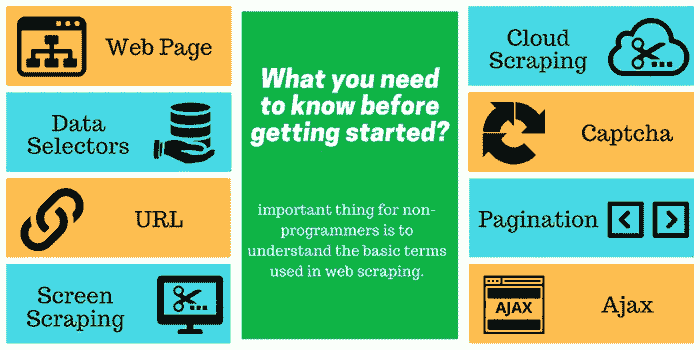 Web Page
Data
Selectors
URL
Screen
Scraping
What you need
to know before
getting started?
important thing for non-
programmers is to
understand the basic terms
used in web scraping.
Cloud
Scraping
Captcha
Pagination
AJAX
Ajax